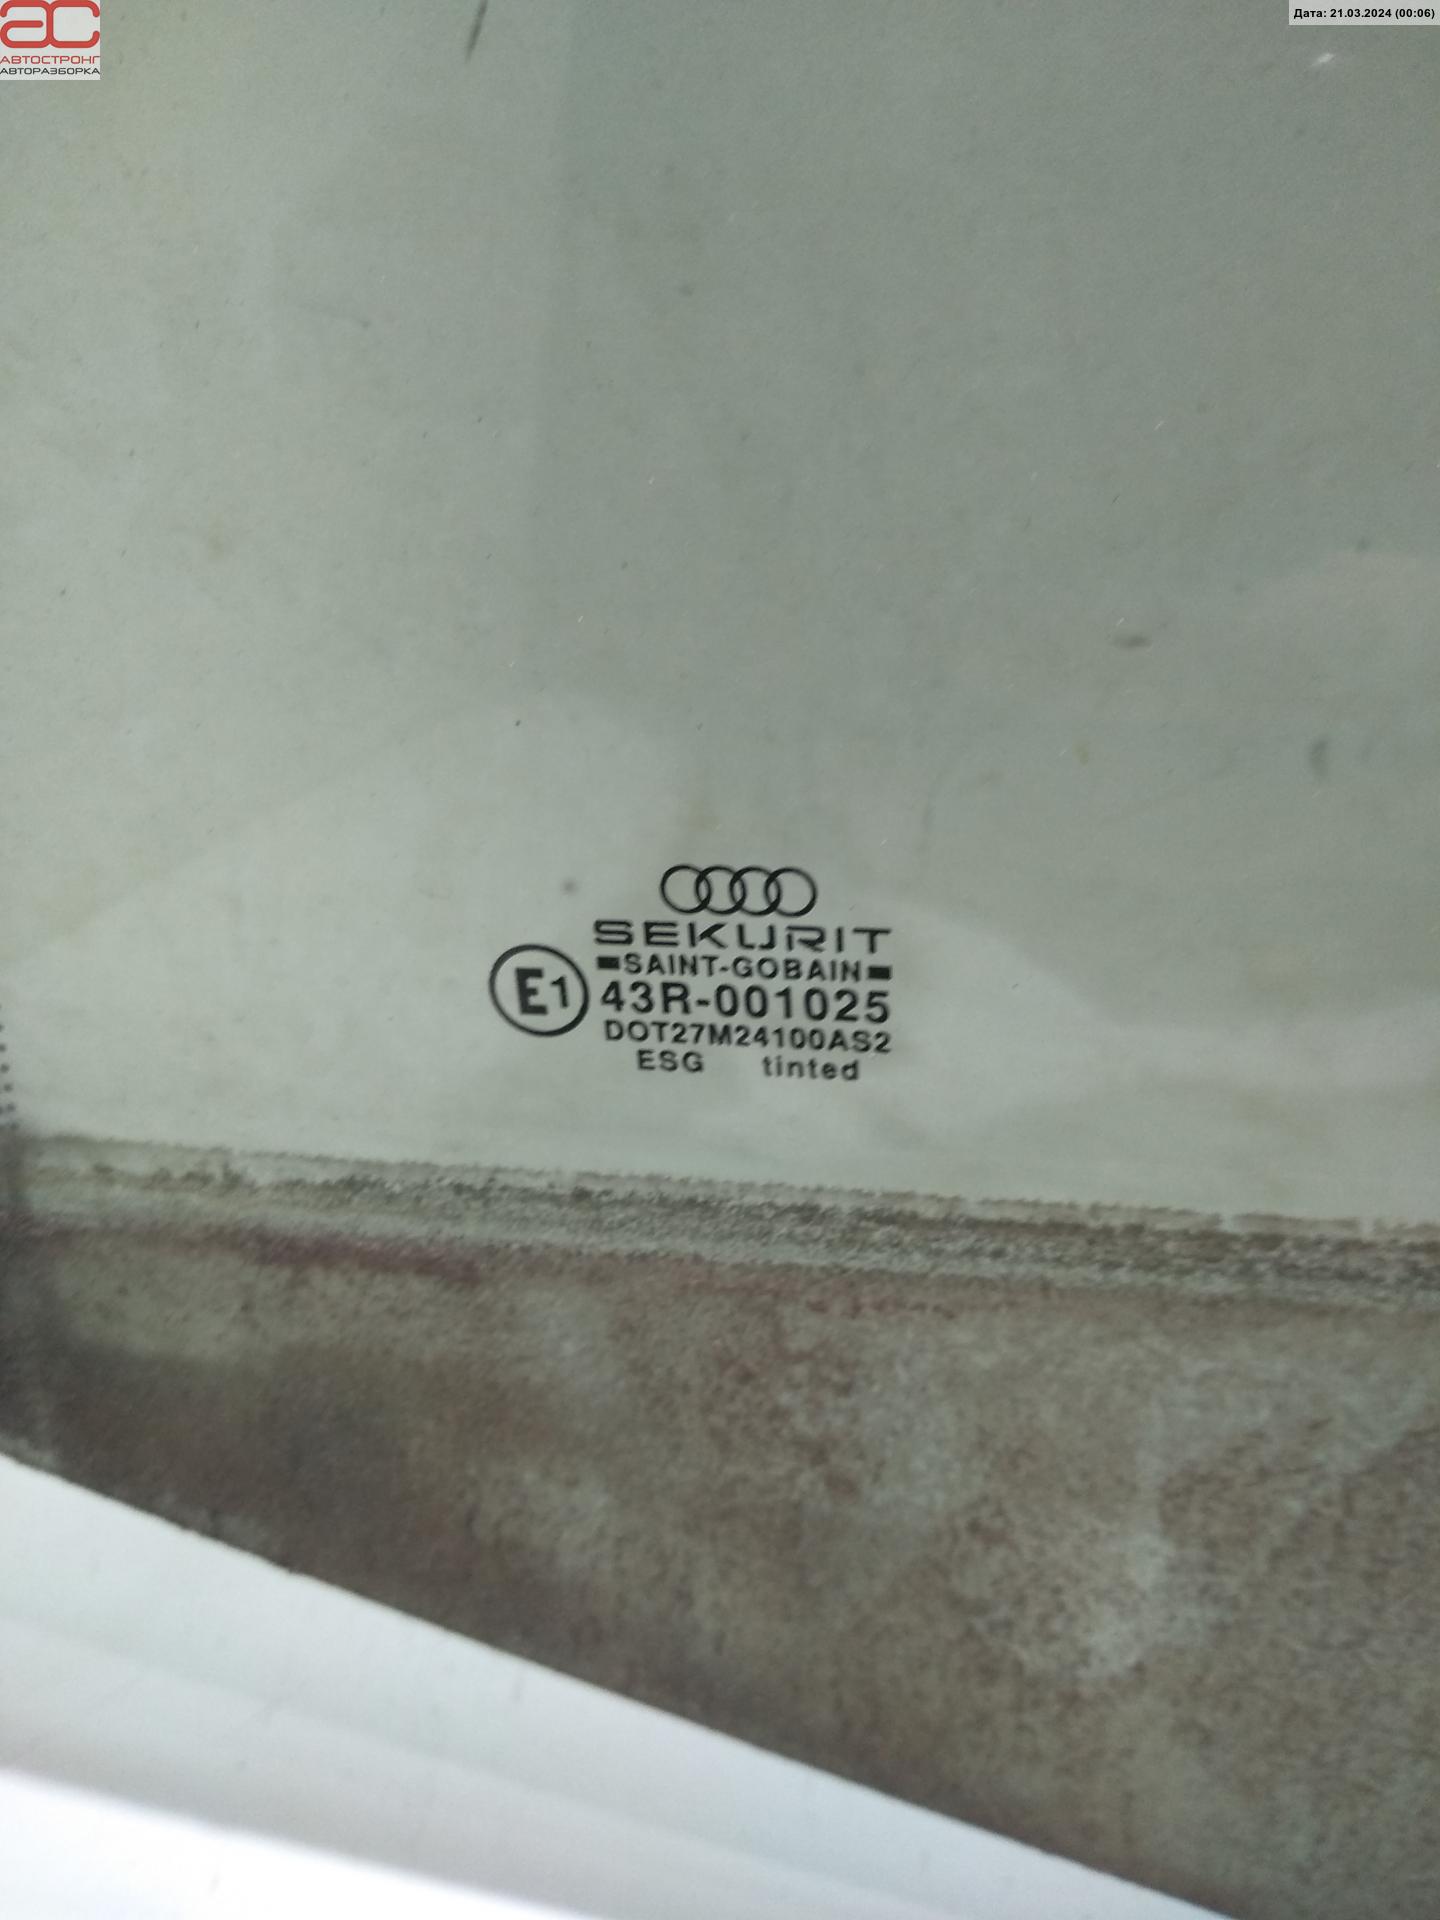 ac
АВТОСТРОНГ
АВТОРАЗБОРКА
Дата: 21.03.2024 (00:06)
SEKURIT
SAINT-GOBAIN
E1 43R-001025
DOT27M24100AS2
ESG tinted